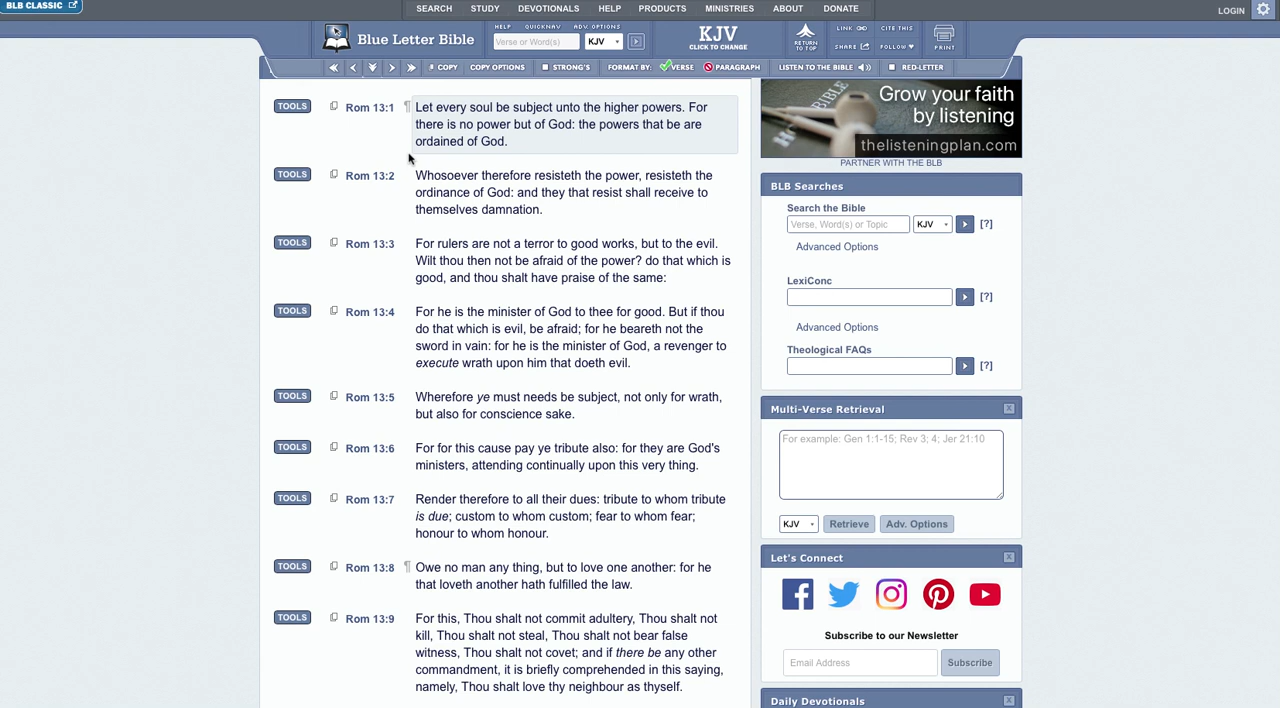 BLB CLASSIC
SEARCH STUDY DEVOTIONALS HELP PRODUCTS MINISTRIES ABOUT DONATE
LOGIN
Blue Letter Bible
HELP QUICKNAV ADV. OPTIONS
Verse or Word(s) KJV
KJV
CLICK TO CHANGE
RETURN
TO TOP
LINK CITE THIS
SHARE FOLLOW
PRINT
COPY COPY OPTIONS STRONG'S FORMAT BY: VERSE PARAGRAPH LISTEN TO THE BIBLE RED-LETTER
TOOLS Rom 13:1 ¶ Let every soul be subject unto the higher powers. For
there is no power but of God: the powers that be are
ordained of God.
TOOLS Rom 13:2 Whosoever therefore resisteth the power, resisteth the
ordinance of God: and they that resist shall receive to
themselves damnation.
TOOLS Rom 13:3 For rulers are not a terror to good works, but to the evil.
Wilt thou then not be afraid of the power? do that which is
good, and thou shalt have praise of the same:
TOOLS Rom 13:4 For he is the minister of God to thee for good. But if thou
do that which is evil, be afraid; for he beareth not the
sword in vain: for he is the minister of God, a revenger to
execute wrath upon him that doeth evil.
TOOLS Rom 13:5 Wherefore ye must needs be subject, not only for wrath,
but also for conscience sake.
TOOLS Rom 13:6 For for this cause pay ye tribute also: for they are God's
ministers, attending continually upon this very thing.
TOOLS Rom 13:7 Render therefore to all their dues: tribute to whom tribute
is due; custom to whom custom; fear to whom fear;
honour to whom honour.
TOOLS Rom 13:8 ¶ Owe no man any thing, but to love one another: for he
that loveth another hath fulfilled the law.
TOOLS Rom 13:9 For this, Thou shalt not commit adultery, Thou shalt not
kill, Thou shalt not steal, Thou shalt not bear false
witness, Thou shalt not covet; and if there be any other
commandment, it is briefly comprehended in this saying,
namely, Thou shalt love thy neighbour as thyself.
Grow your faith
by listening
thelisteningplan.com
PARTNER WITH THE BLB
BLB Searches
Search the Bible
Verse, Word(s) or Topic KJV [?]
Advanced Options
LexiConc
[?]
Advanced Options
Theological FAQs
[?]
Multi-Verse Retrieval
For example: Gen 1:1-15; Rev 3; 4; Jer 21:10
KJV Retrieve Adv. Options
Let's Connect
Subscribe to our Newsletter
Email Address Subscribe
Daily Devotionals